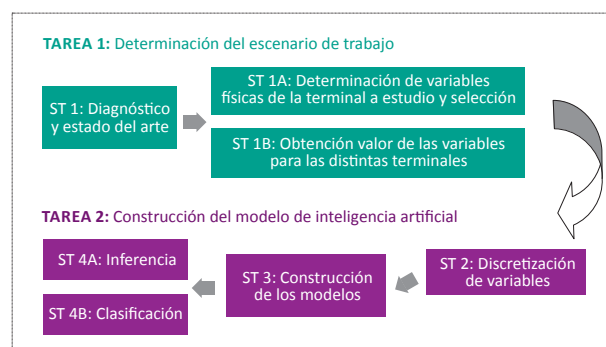 TAREA 1: Determinación del escenario de trabajo
ST 1: Diagnóstico
y estado del arte
ST 1A: Determinación de variables
físicas de la terminal a estudio y selección
ST 1B: Obtención valor de las variables
para las distintas terminales
TAREA 2: Construcción del modelo de inteligencia artificial
ST 4A: Inferencia
ST 4B: Clasificación
ST 3: Construcción
de los modelos
ST 2: Discretización
de variables